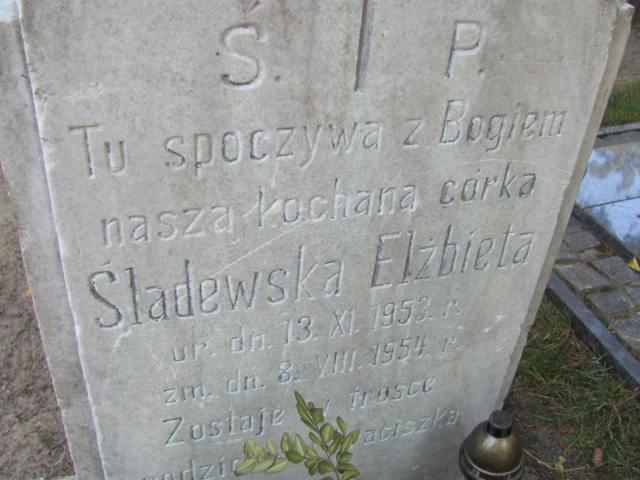 Ś. P.
Tu spoczywa z Bogiem
nasza kochana córka
Śladewska Elżbieta
ur. dn. 13. XI. 1953. r.
zm. dn. 8. VIII. 1954. r.
Zostaje w trosce